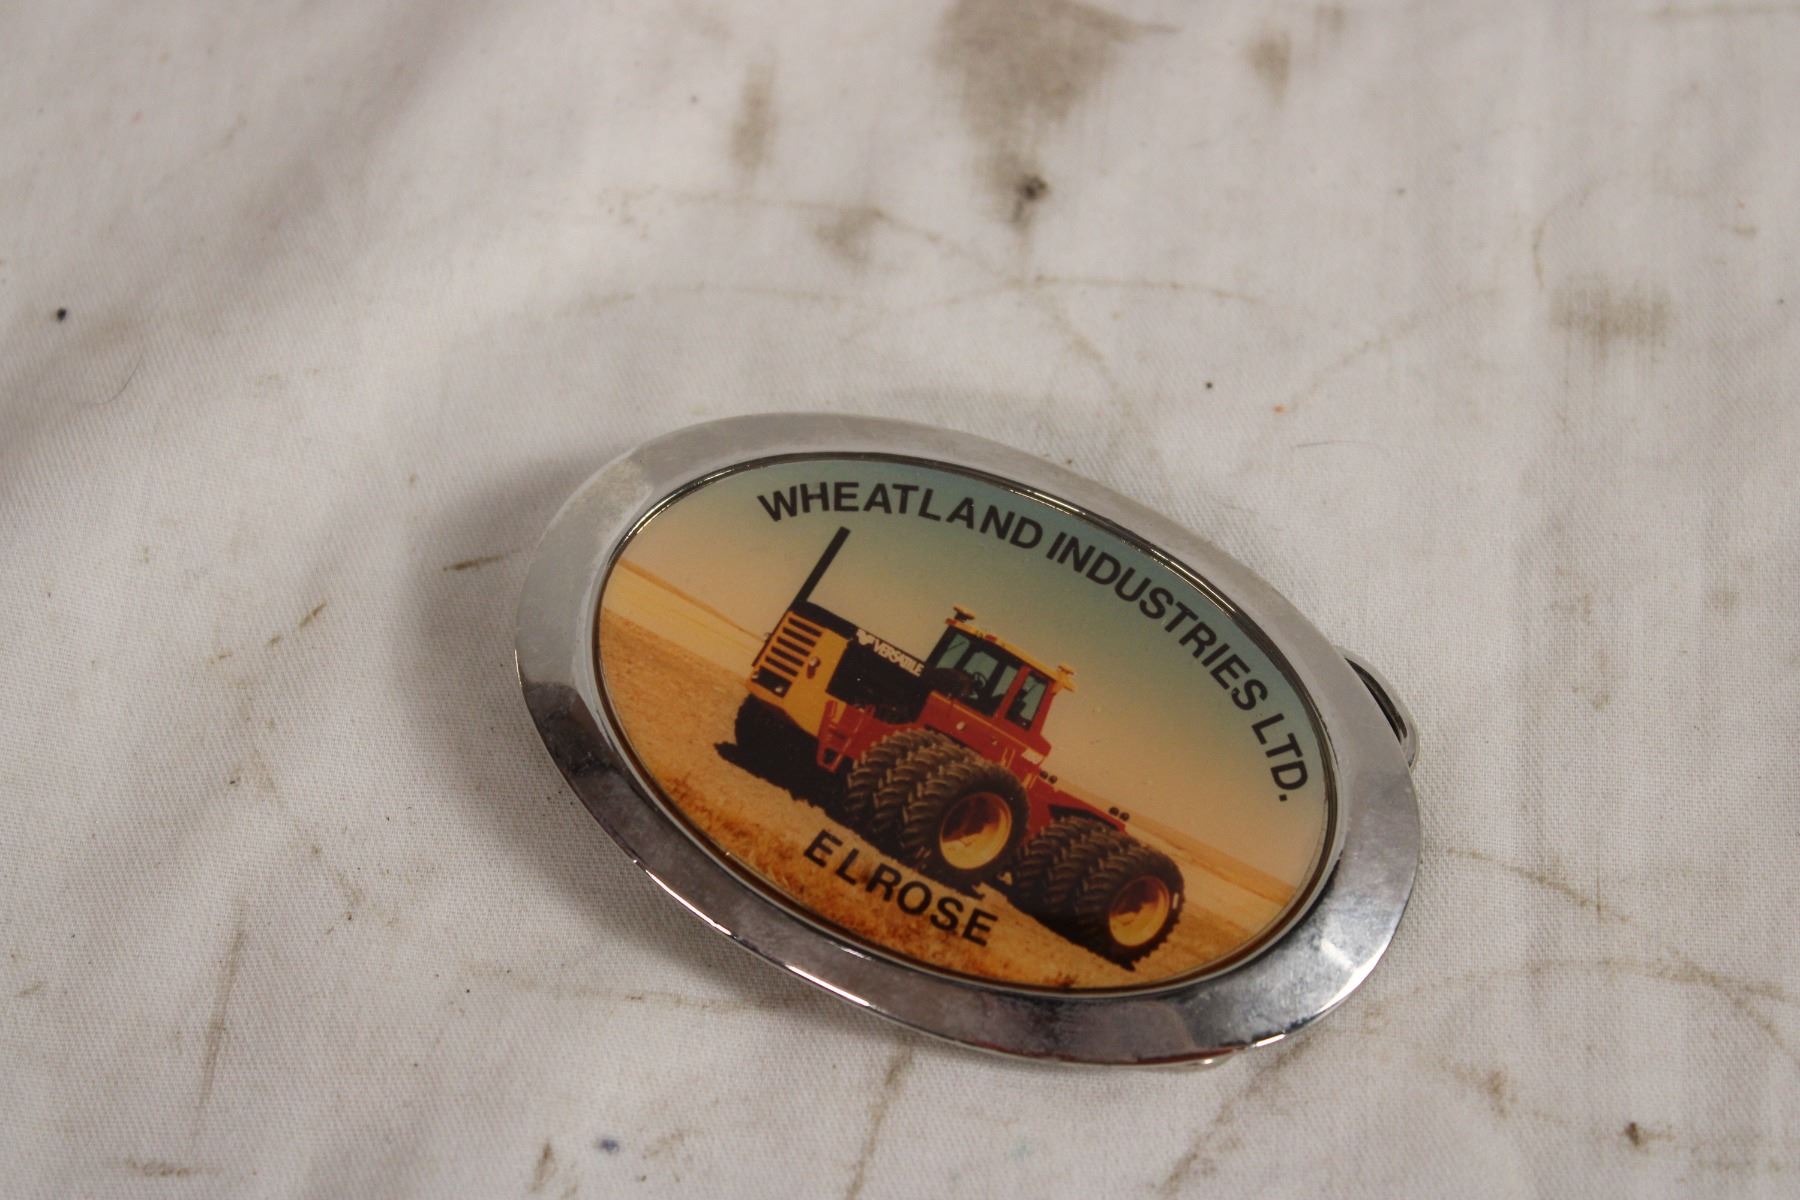 WHEATLAND INDUSTRIES LTD.
VERSATILE
ELROSE